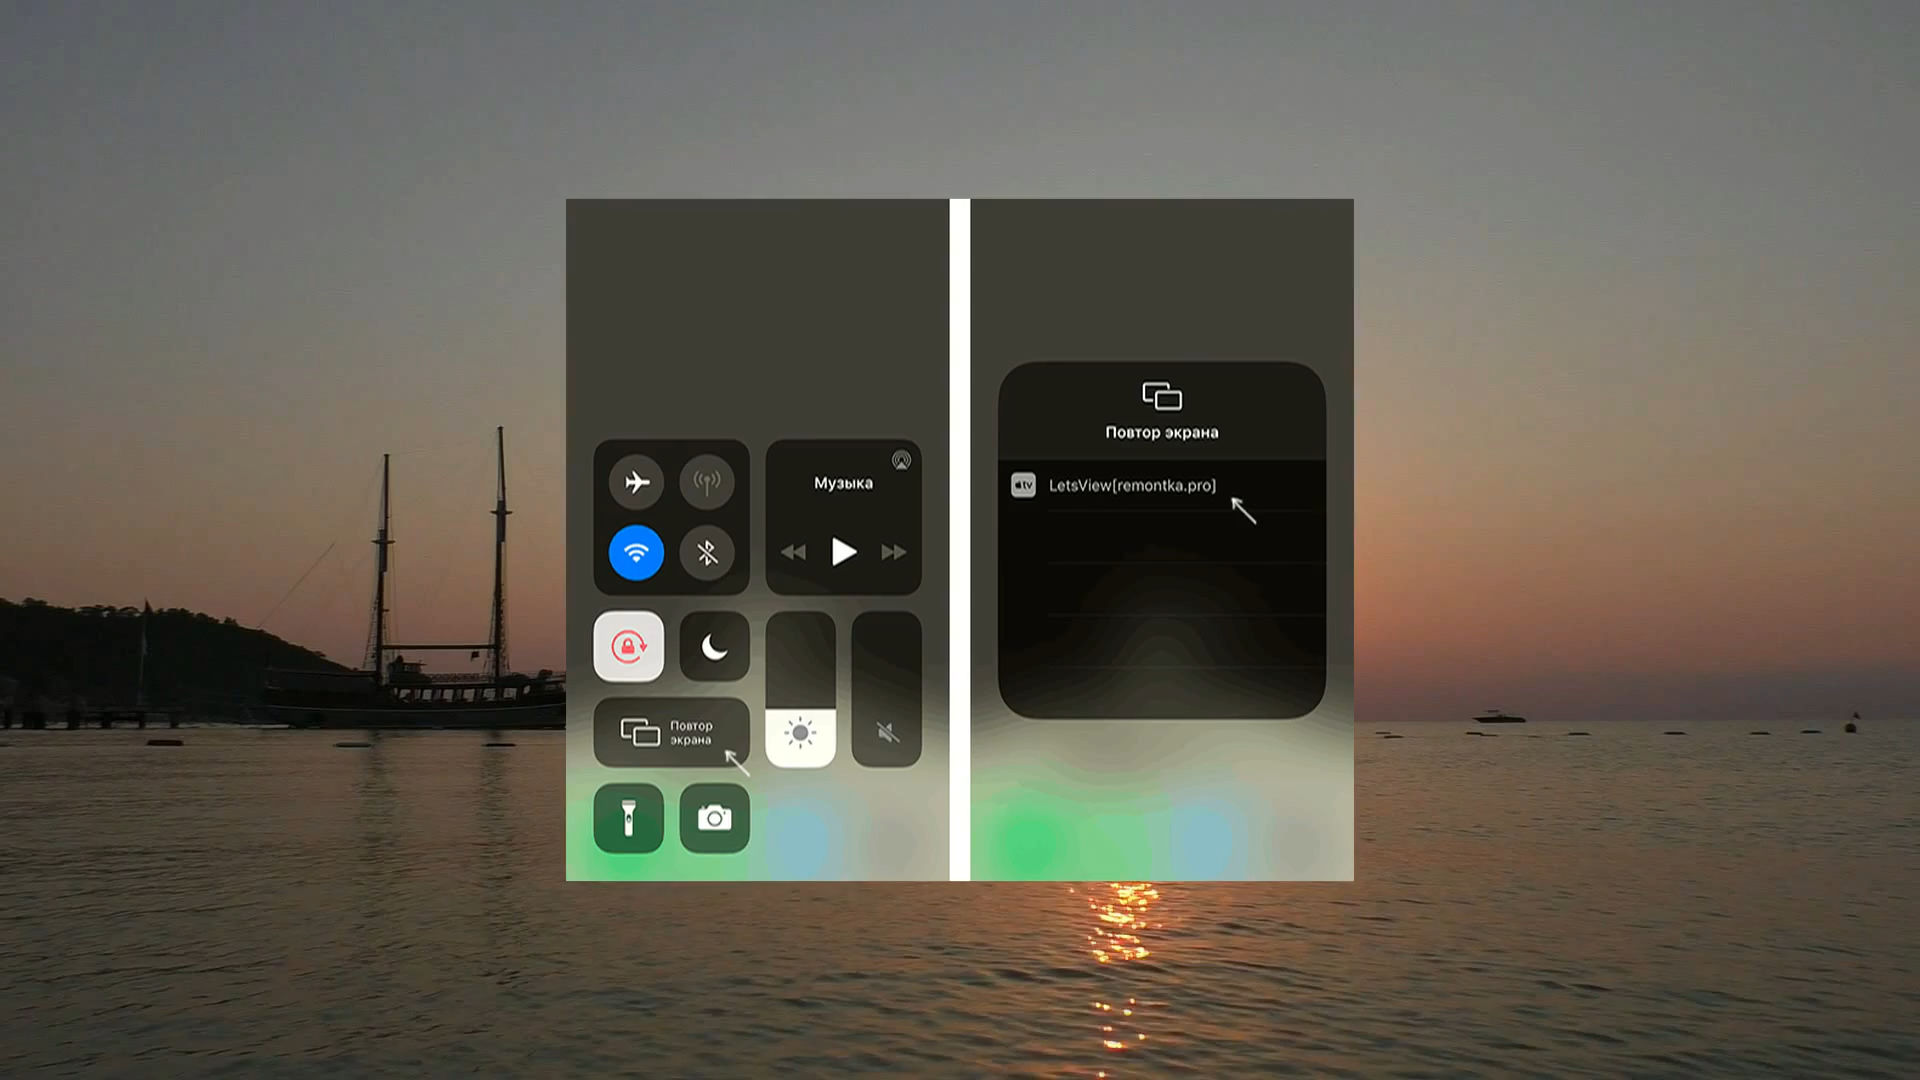 Музыка
Повтор
экрана
Повтор экрана
tv
LetsView[remontka.pro]